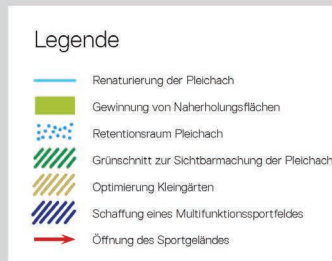 Legende
Renaturierung der Pleichach
Gewinnung von Naherholungsflächen
Retentionsraum Pleichach
Grünschnitt zur Sichtbarmachung der Pleichach
Optimierung Kleingärten
Schaffung eines Multifunktionssportfeldes
Öffnung des Sportgeländes